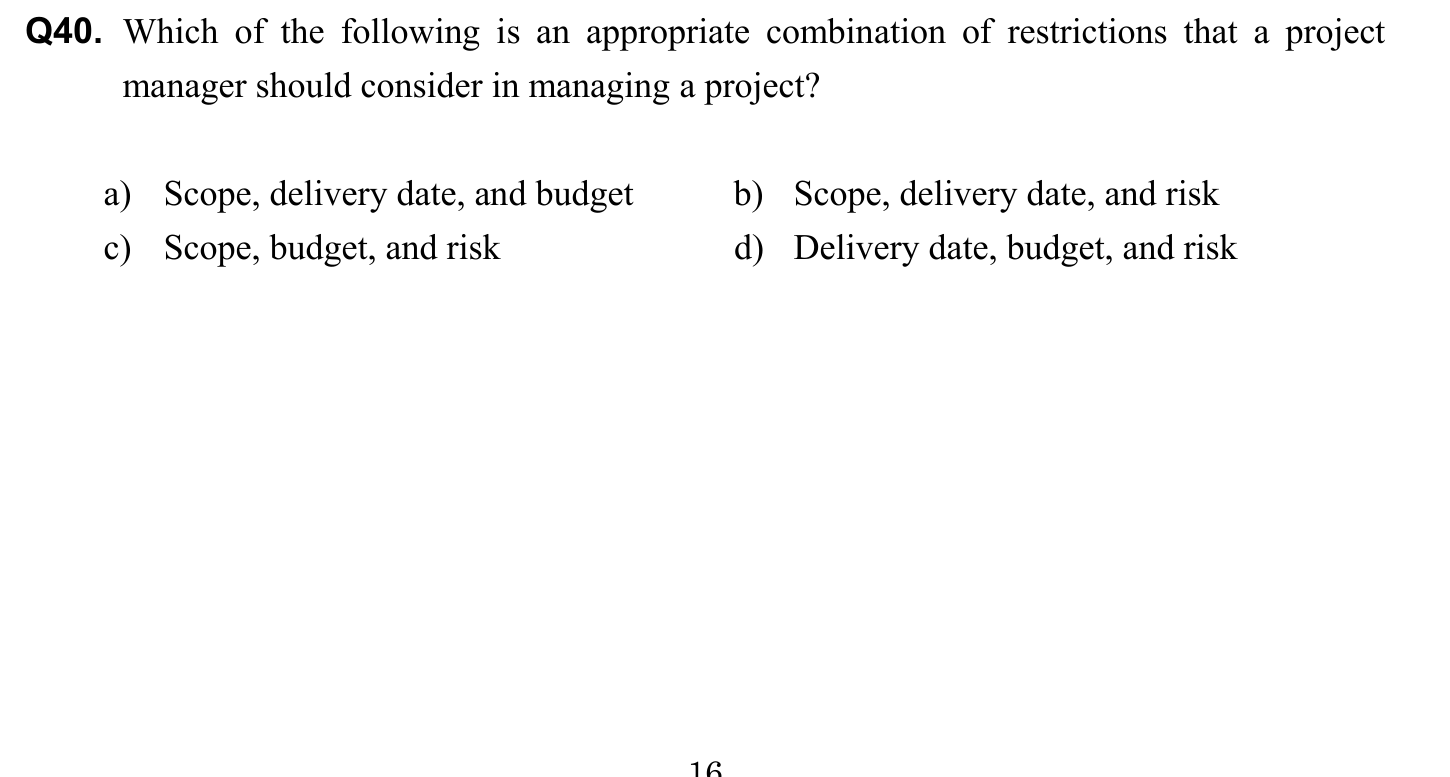 Q40. Which of the following is an appropriate combination of restrictions that a project
manager should consider in managing a project?
a) Scope, delivery date, and budget b) Scope, delivery date, and risk
c) Scope, budget, and risk d) Delivery date, budget, and risk
16